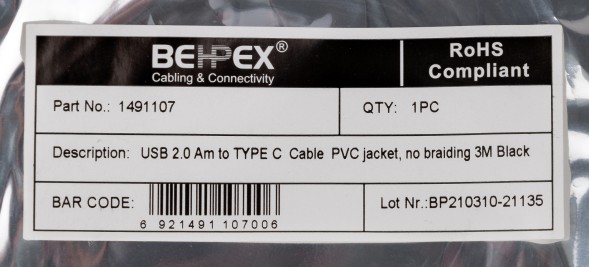 BEHPEX®
Cabling & Connectivity
RoHS
Compliant
Part No.: 1491107
QTY: 1PC
Description: USB 2.0 Am to TYPE C Cable PVC jacket, no braiding 3M Black
BAR CODE:
6 921491 107006
Lot Nr.:BP210310-21135